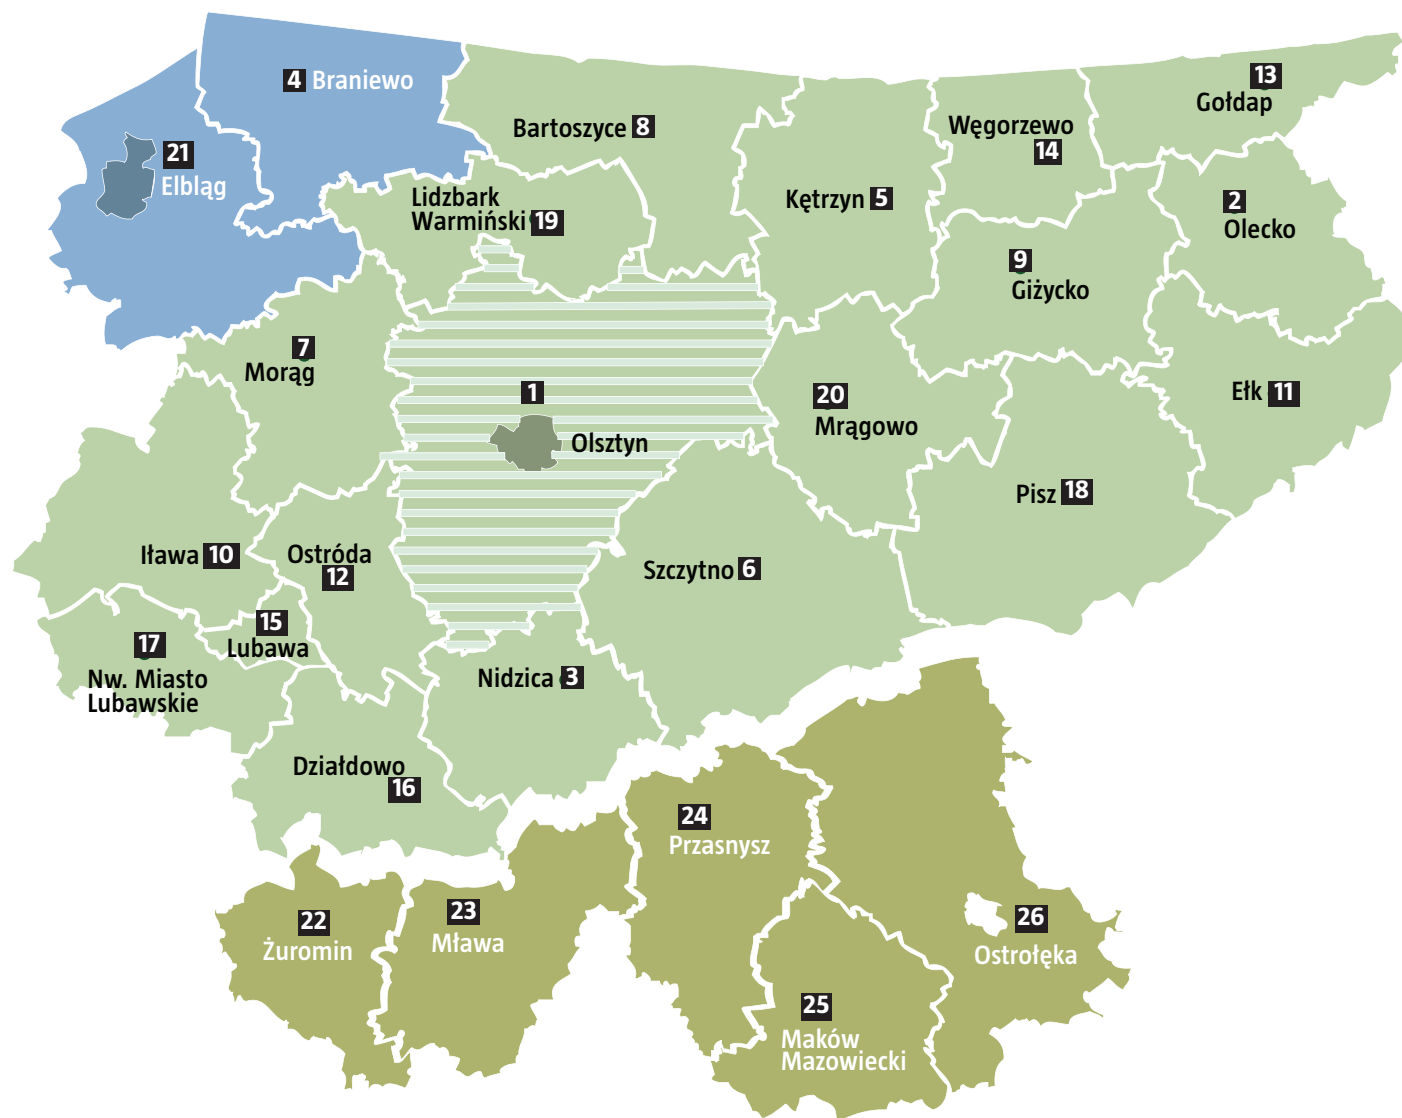 13
Gołdap
4 Braniewo
Bartoszyce 8
Węgorzewo
14
21
Elbląg
Lidzbark
Warmiński 19
Kętrzyn 5
2
Olecko
9
Giżycko
7
Morąg
1
Olsztyn
20
Mrągowo
Ełk 11
Pisz 18
Iława 10
Ostróda
12
Szczytno 6
15
Lubawa
17
Nw. Miasto
Lubawskie
Nidzica 3
Działdowo
16
24
Przasnysz
22
Żuromin
23
Mława
26
Ostrołęka
25
Maków
Mazowiecki